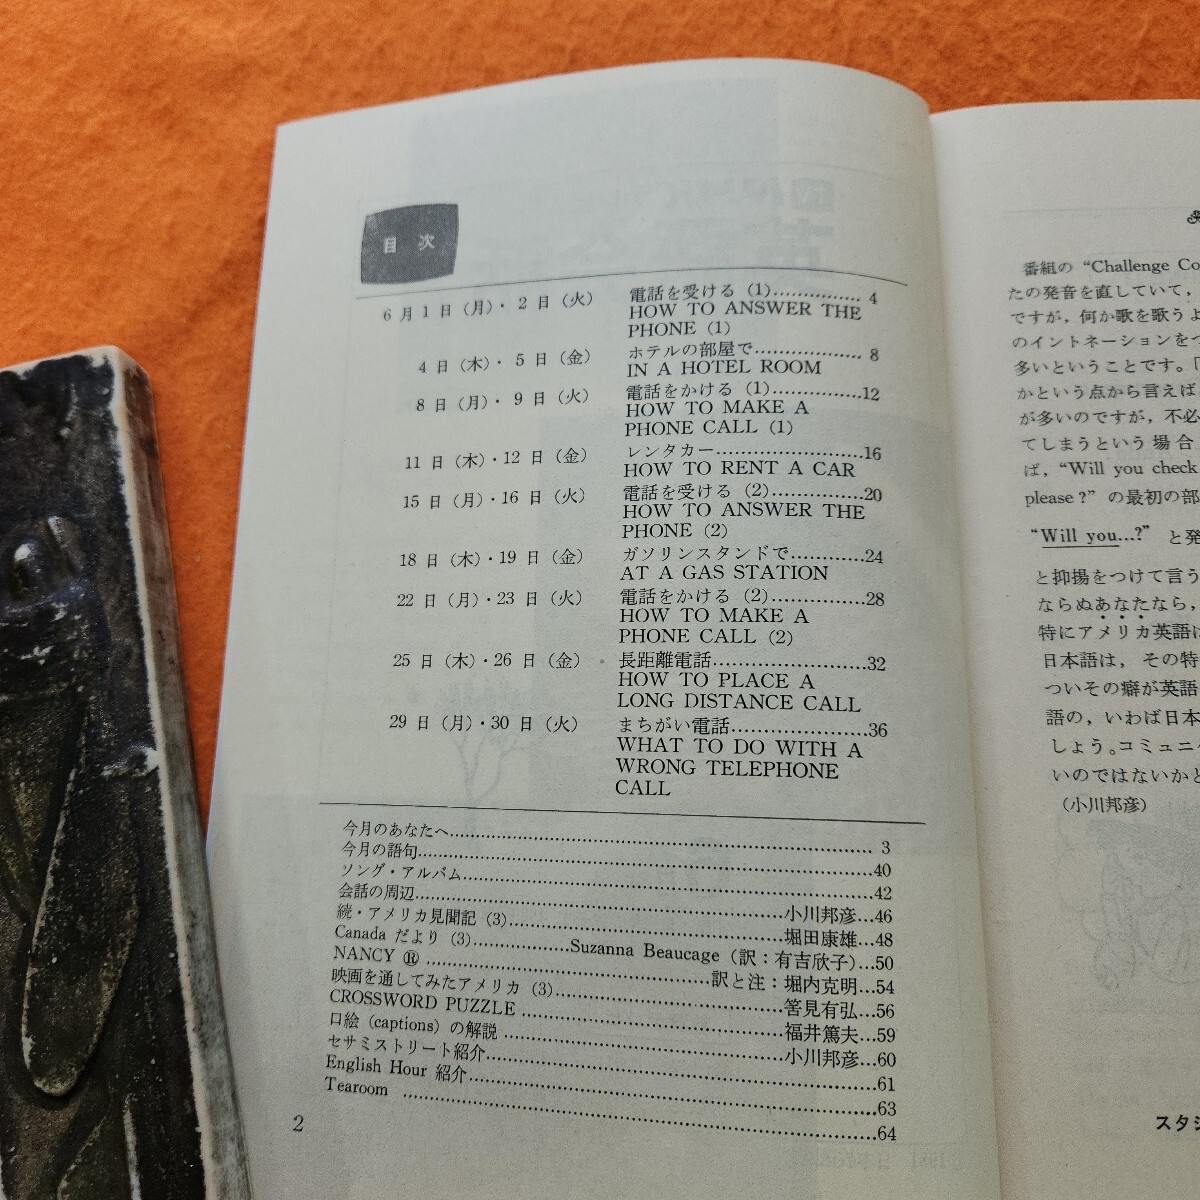 目次
6月1日（月）・2日（火） 電話を受ける（1）……………… 4
HOW TO ANSWER THE
PHONE (1)
4日（木）・5日（金） ホテルの部屋で……………… 8
IN A HOTEL ROOM
8日（月）・9日（火） 電話をかける（1）………………12
HOW TO MAKE A
PHONE CALL (1)
11日（木）・12日（金） レンタカー………………16
HOW TO RENT A CAR
15日（月）・16日（火） 電話を受ける（2）………………20
HOW TO ANSWER THE
PHONE (2)
18日（木）・19日（金） ガソリンスタンドで………………24
AT A GAS STATION
22日（月）・23日（火） 電話をかける（2）………………28
HOW TO MAKE A
PHONE CALL (2)
25日（木）・26日（金） 長距離電話………………32
HOW TO PLACE A
LONG DISTANCE CALL
29日（月）・30日（火） まちがい電話………………36
WHAT TO DO WITH A
WRONG TELEPHONE
CALL
今月のあなたへ……………… 3
今月の語句………………40
ソング・アルバム………………42
会話の周辺………………小川邦彦…46
続・アメリカ見聞記（3）………………堀田康雄…48
Canada だより（3）………………Suzanna Beaucage（訳：有吉欣子）…50
NANCY Ⓡ………………訳と注：堀内克明…54
映画を通してみたアメリカ（3）………………筈見有弘…56
CROSSWORD PUZZLE………………福井篤夫…59
口絵（captions）の解説………………小川邦彦…60
セサミストリート紹介………………61
English Hour 紹介………………63
Tearoom………………64
2
番組の “Challenge Co
たの発音を直していて，
ですが，何か歌を歌うよ
のイントネーションをつ
多いということです。「
かという点から言えば
が多いのですが，不必
てしまうという場合
ば，“Will you check
please?” の最初の部
“Will you…?” と発
と抑揚をつけて言う
ならぬあなたなら，
特にアメリカ英語は
日本語は，その特
ついその癖が英語
語の，いわば日本
しょう。コミュニケ
いのではないかと
（小川邦彦）
スタジ